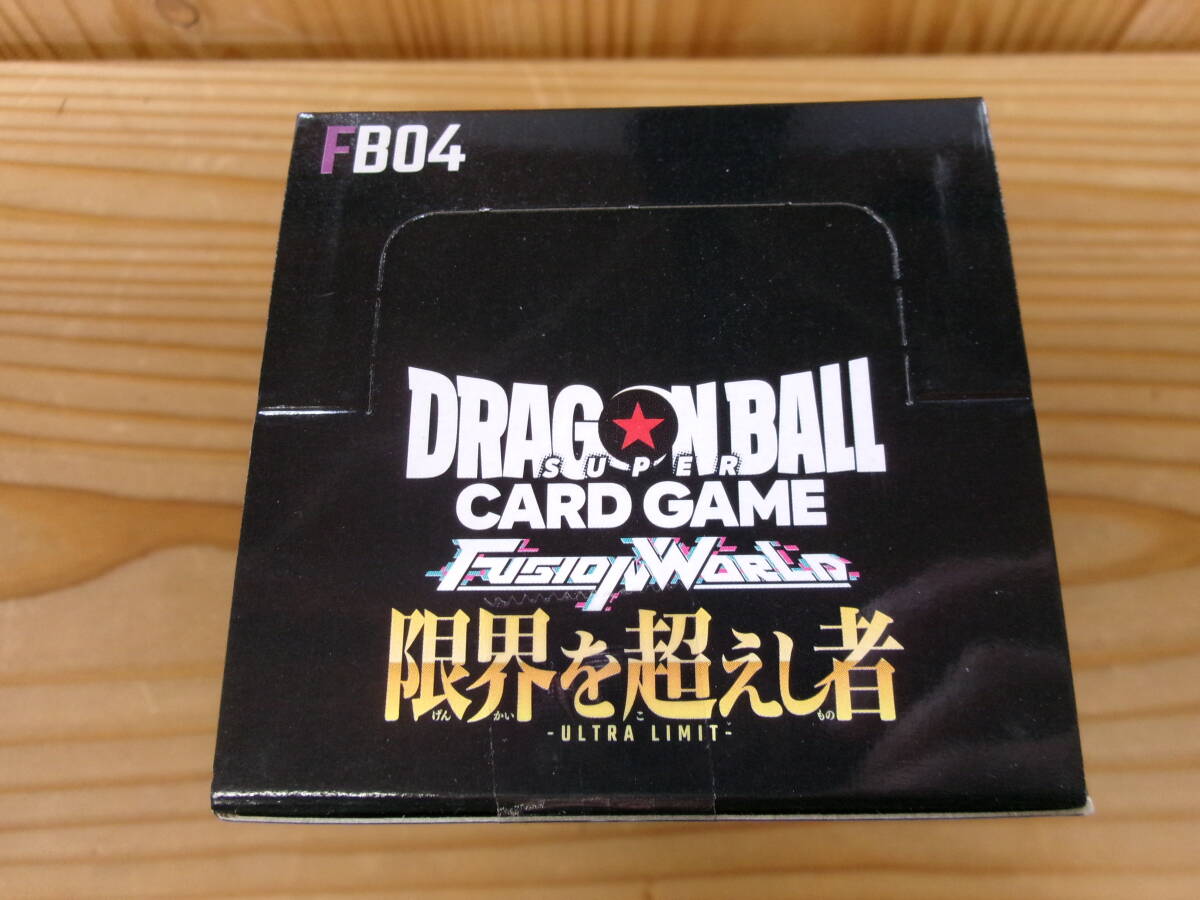 FB04
DRAGON BALL
SUPER
CARD GAME
FUSION WORLD
限界を超えし者
げん かい こ もの
-ULTRA LIMIT-